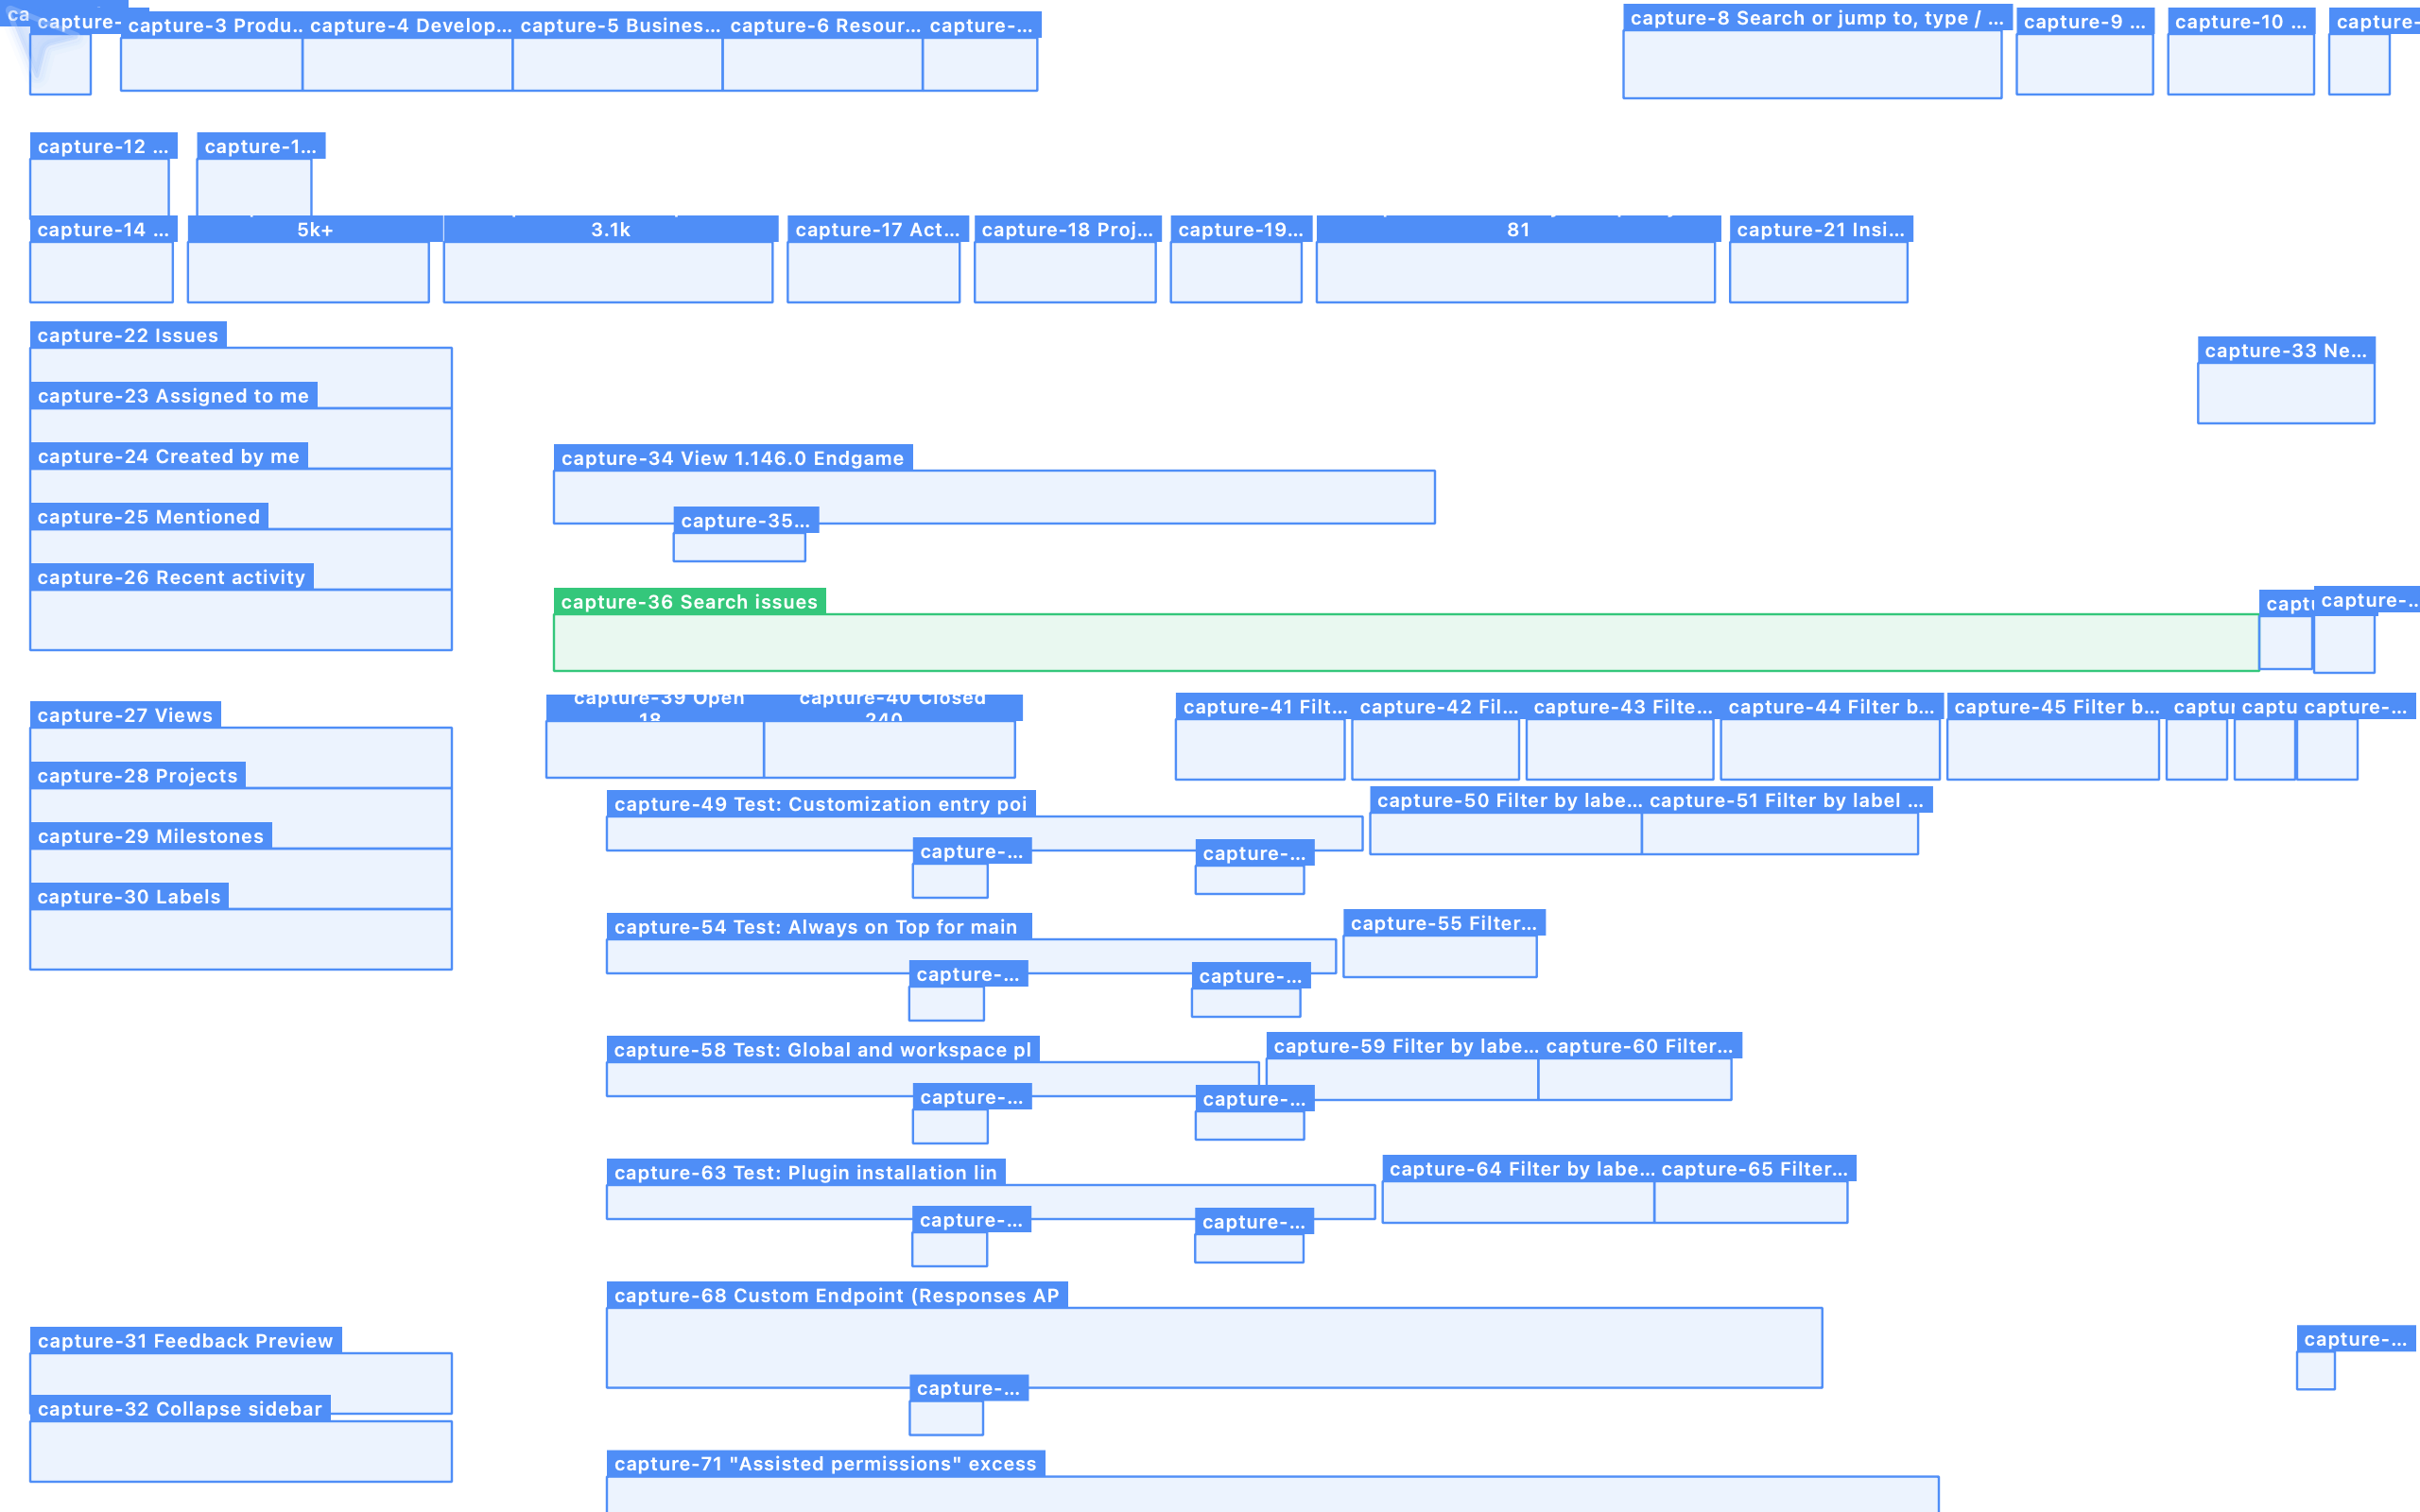 capture-3 Produ...
capture-4 Develop...
capture-5 Busines...
capture-6 Resour...
capture-...
capture-8 Search or jump to, type / ...
capture-9 ...
capture-10 ...
capture-12 ...
capture-1...
capture-14 ...
5k+
3.1k
capture-17 Act...
capture-18 Proj...
capture-19...
81
capture-21 Insi...
capture-22 Issues
capture-23 Assigned to me
capture-24 Created by me
capture-25 Mentioned
capture-26 Recent activity
capture-27 Views
capture-28 Projects
capture-29 Milestones
capture-30 Labels
capture-31 Feedback Preview
capture-32 Collapse sidebar
capture-33 Ne...
capture-34 View 1.146.0 Endgame
capture-35...
capture-36 Search issues
capture-...
capture-39 Open
18
capture-40 Closed
240
capture-41 Filt...
capture-42 Fil...
capture-43 Filte...
capture-44 Filter b...
capture-45 Filter b...
capture-...
capture-49 Test: Customization entry poi
capture-50 Filter by labe...
capture-51 Filter by label ...
capture-...
capture-...
capture-54 Test: Always on Top for main
capture-55 Filter...
capture-...
capture-...
capture-58 Test: Global and workspace pl
capture-59 Filter by labe...
capture-60 Filter...
capture-...
capture-...
capture-63 Test: Plugin installation lin
capture-64 Filter by labe...
capture-65 Filter...
capture-...
capture-...
capture-68 Custom Endpoint (Responses AP
capture-...
capture-...
capture-71 "Assisted permissions" excess